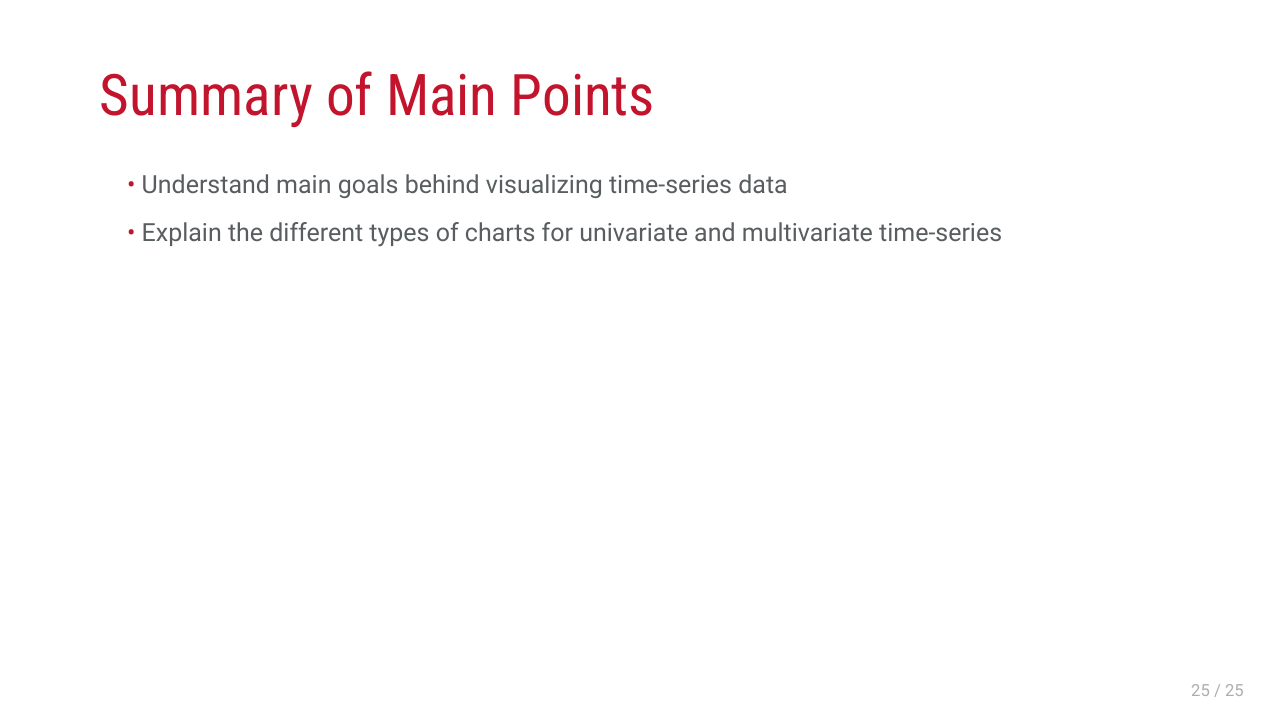 Summary of Main Points
• Understand main goals behind visualizing time-series data
• Explain the different types of charts for univariate and multivariate time-series
25 / 25